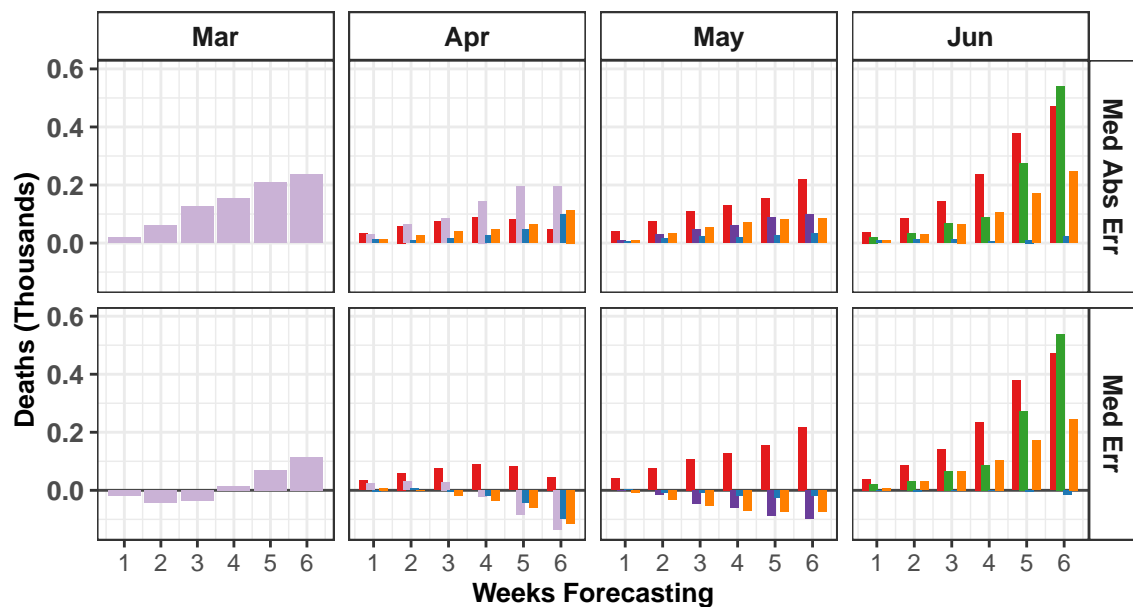 Mar Apr May Jun
0.6
0.4
0.2
0.0
Med Abs Err
Deaths (Thousands)
0.6
0.4
0.2
0.0
Med Err
1 2 3 4 5 6 1 2 3 4 5 6 1 2 3 4 5 6 1 2 3 4 5 6
Weeks Forecasting